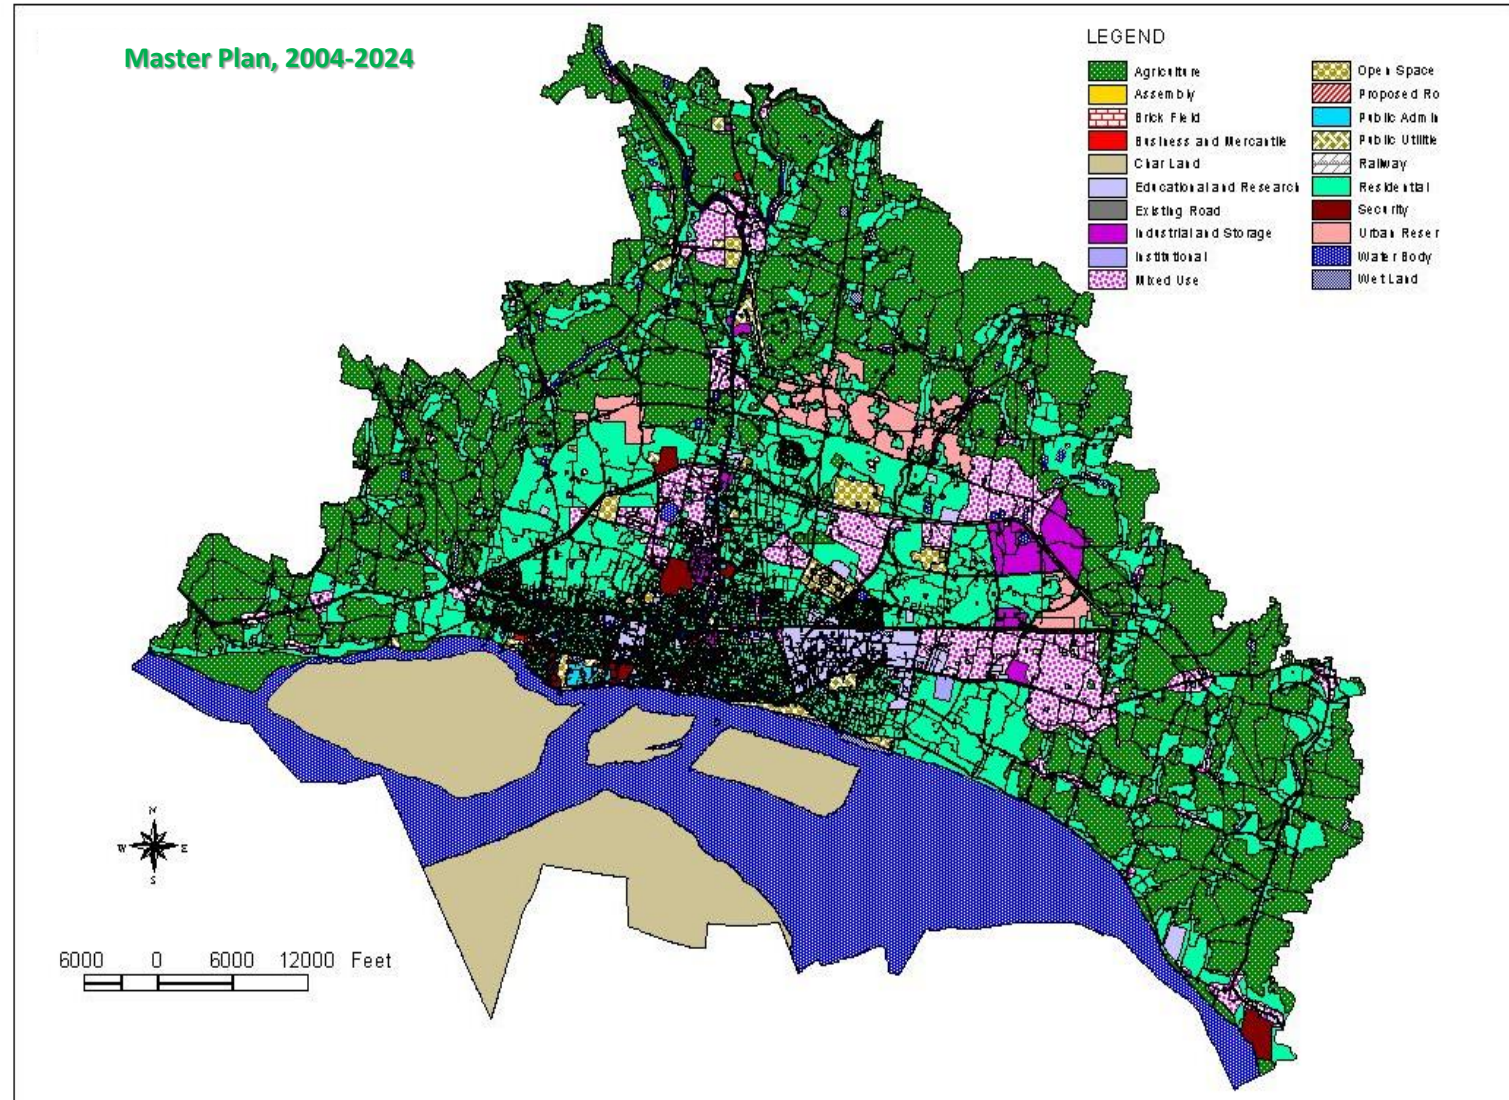 Master Plan, 2004-2024
LEGEND
Agriculture
Assembly
Brick Field
Business and Mercantile
Char Land
Educational and Research
Existing Road
Industrial and Storage
Institutional
Mixed Use
Open Space
Proposed Ro
Public Admin
Public Utilitie
Railway
Residential
Security
Urban Reser
Water Body
Wet Land
N
W E
S
6000 0 6000 12000 Feet